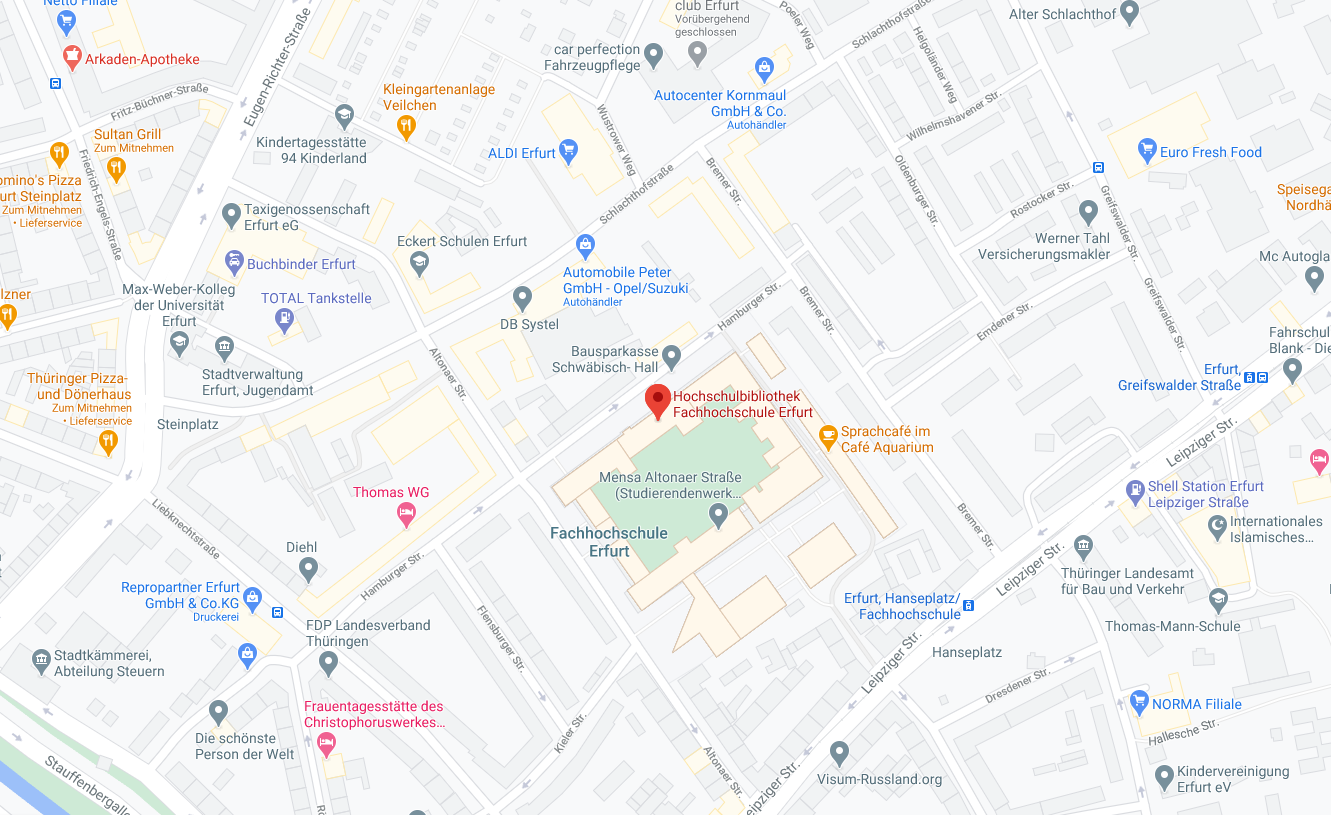 Netto Filiale
club Erfurt
Vorübergehend
geschlossen
Poeler Weg
Schlachthofstraße
Alter Schlachthof
Arkaden-Apotheke
Eugen-Richter-Straße
car perfection
Fahrzeugpflege
Helgoländer Weg
Fritz-Büchner-Straße
Kleingartenanlage
Veilchen
Autocenter Kornmaul
GmbH & Co.
Autohändler
Wilhelmshavener Str.
Sultan Grill
Zum Mitnehmen
Kindertagesstätte
94 Kinderland
Wustrower Weg
ALDI Erfurt
Euro Fresh Food
omino's Pizza
urt Steinplatz
Zum Mitnehmen
• Lieferservice
Friedrich-Engels-Straße
Schlachthofstraße
Bremer Str.
Oldenburger Str.
Rostocker Str.
Greifswalder Str.
Speisega
Nordhä
Taxigenossenschaft
Erfurt eG
Eckert Schulen Erfurt
Werner Tahl
Versicherungsmakler
Buchbinder Erfurt
Automobile Peter
GmbH - Opel/Suzuki
Autohändler
Mc Autogla
Max-Weber-Kolleg
der Universität
Erfurt
TOTAL Tankstelle
lzner
DB Systel
Hamburger Str.
Bremer Str.
Emdener Str.
Greifswalder Str.
Bausparkasse
Schwäbisch- Hall
Fahrschul
Blank - Die
Stadtverwaltung
Erfurt, Jugendamt
Altonaer Str.
Erfurt,
Greifswalder Straße
Thüringer Pizza-
und Dönerhaus
Zum Mitnehmen
• Lieferservice
Steinplatz
Hochschulbibliothek
Fachhochschule Erfurt
Sprachcafé im
Café Aquarium
Leipziger Str.
Mensa Altonaer Straße
(Studierendenwerk...
Thomas WG
Shell Station Erfurt
Leipziger Straße
Liebknechtstraße
Fachhochschule
Erfurt
Bremer Str.
Internationales
Islamisches...
Diehl
Hamburger Str.
Leipziger Str.
Thüringer Landesamt
für Bau und Verkehr
Repropartner Erfurt
GmbH & Co.KG
Druckerei
Erfurt, Hanseplatz/
Fachhochschule
FDP Landesverband
Thüringen
Flensburger Str.
Thomas-Mann-Schule
Stadtkämmerei,
Abteilung Steuern
Hanseplatz
Leipziger Str.
Dresdener Str.
Frauentagesstätte des
Christophoruswerkes...
NORMA Filiale
Die schönste
Person der Welt
Kieler Str.
Hallesche Str.
Altonaer Str.
Stauffenbergalle
Visum-Russland.org
Kindervereinigung
Erfurt eV
eipziger Str.